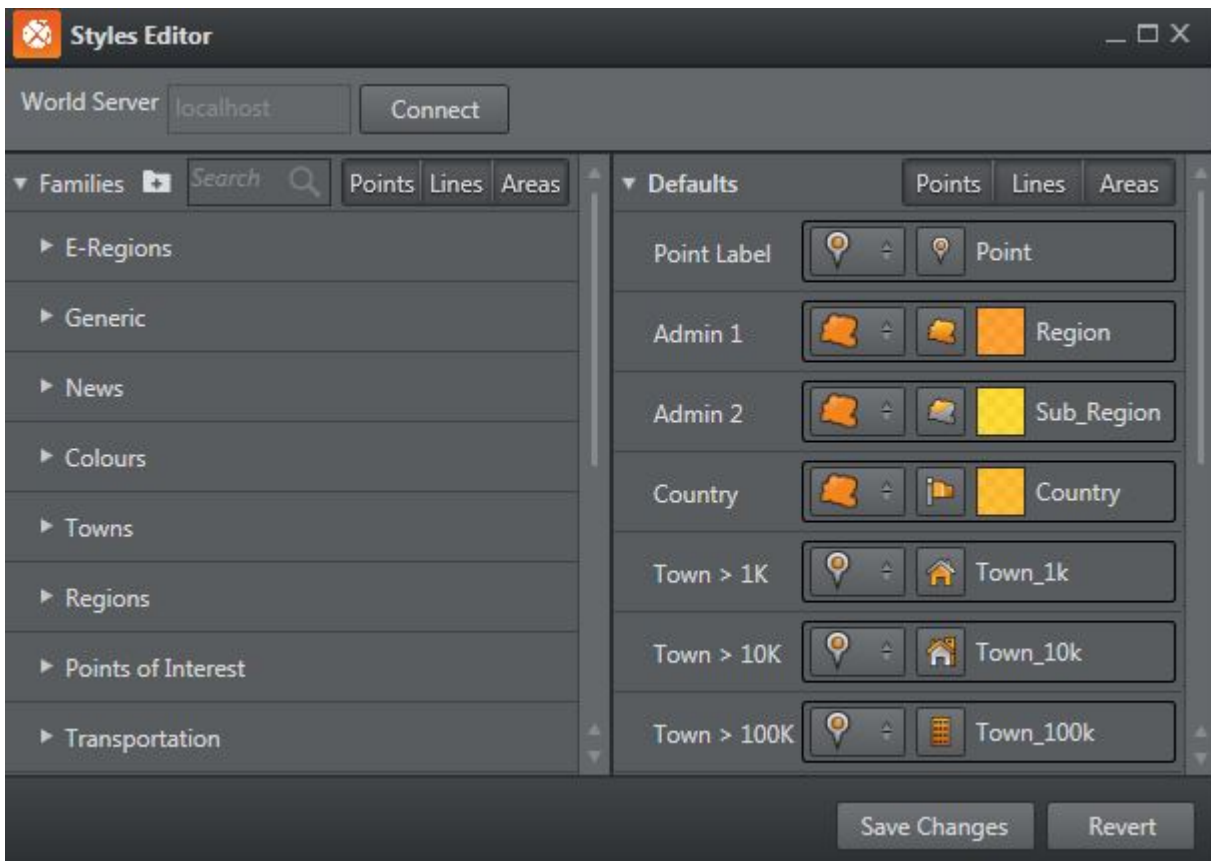 Styles Editor
World Server localhost Connect
Families Search Points Lines Areas
E-Regions
Generic
News
Colours
Towns
Regions
Points of Interest
Transportation
Defaults Points Lines Areas
Point Label Point
Admin 1 Region
Admin 2 Sub_Region
Country Country
Town > 1K Town_1k
Town > 10K Town_10k
Town > 100K Town_100k
Save Changes Revert